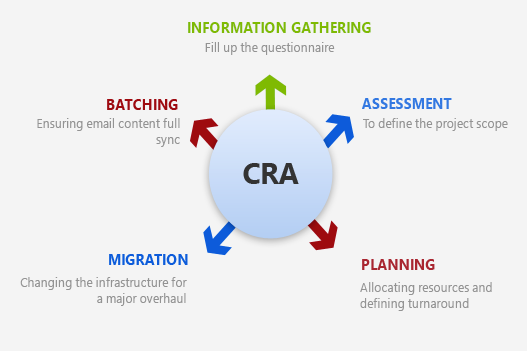 INFORMATION GATHERING
Fill up the questionnaire
BATCHING
Ensuring email content full
sync
ASSESSMENT
To define the project scope
CRA
MIGRATION
Changing the infrastructure for
a major overhaul
PLANNING
Allocating resources and
defining turnaround